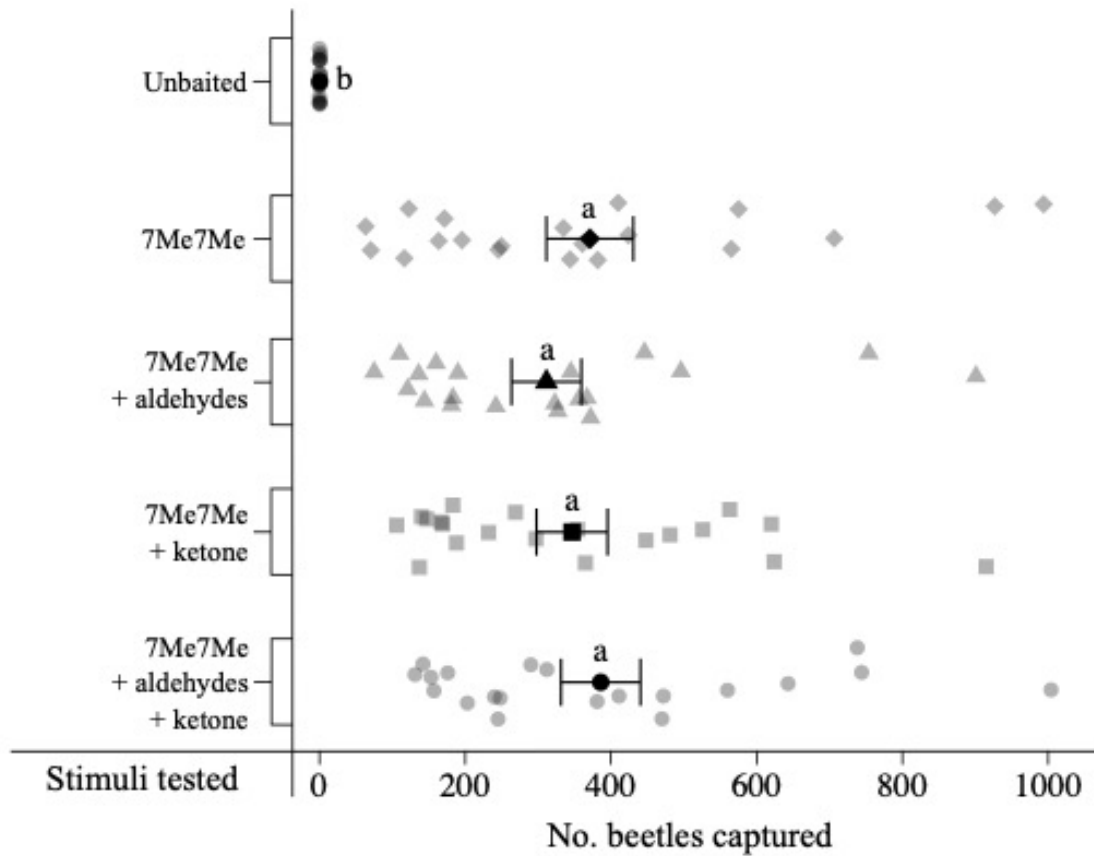 Unbaited
b
7Me7Me
a
7Me7Me
+ aldehydes
a
7Me7Me
+ ketone
a
7Me7Me
+ aldehydes
+ ketone
a
Stimuli tested
0 200 400 600 800 1000
No. beetles captured